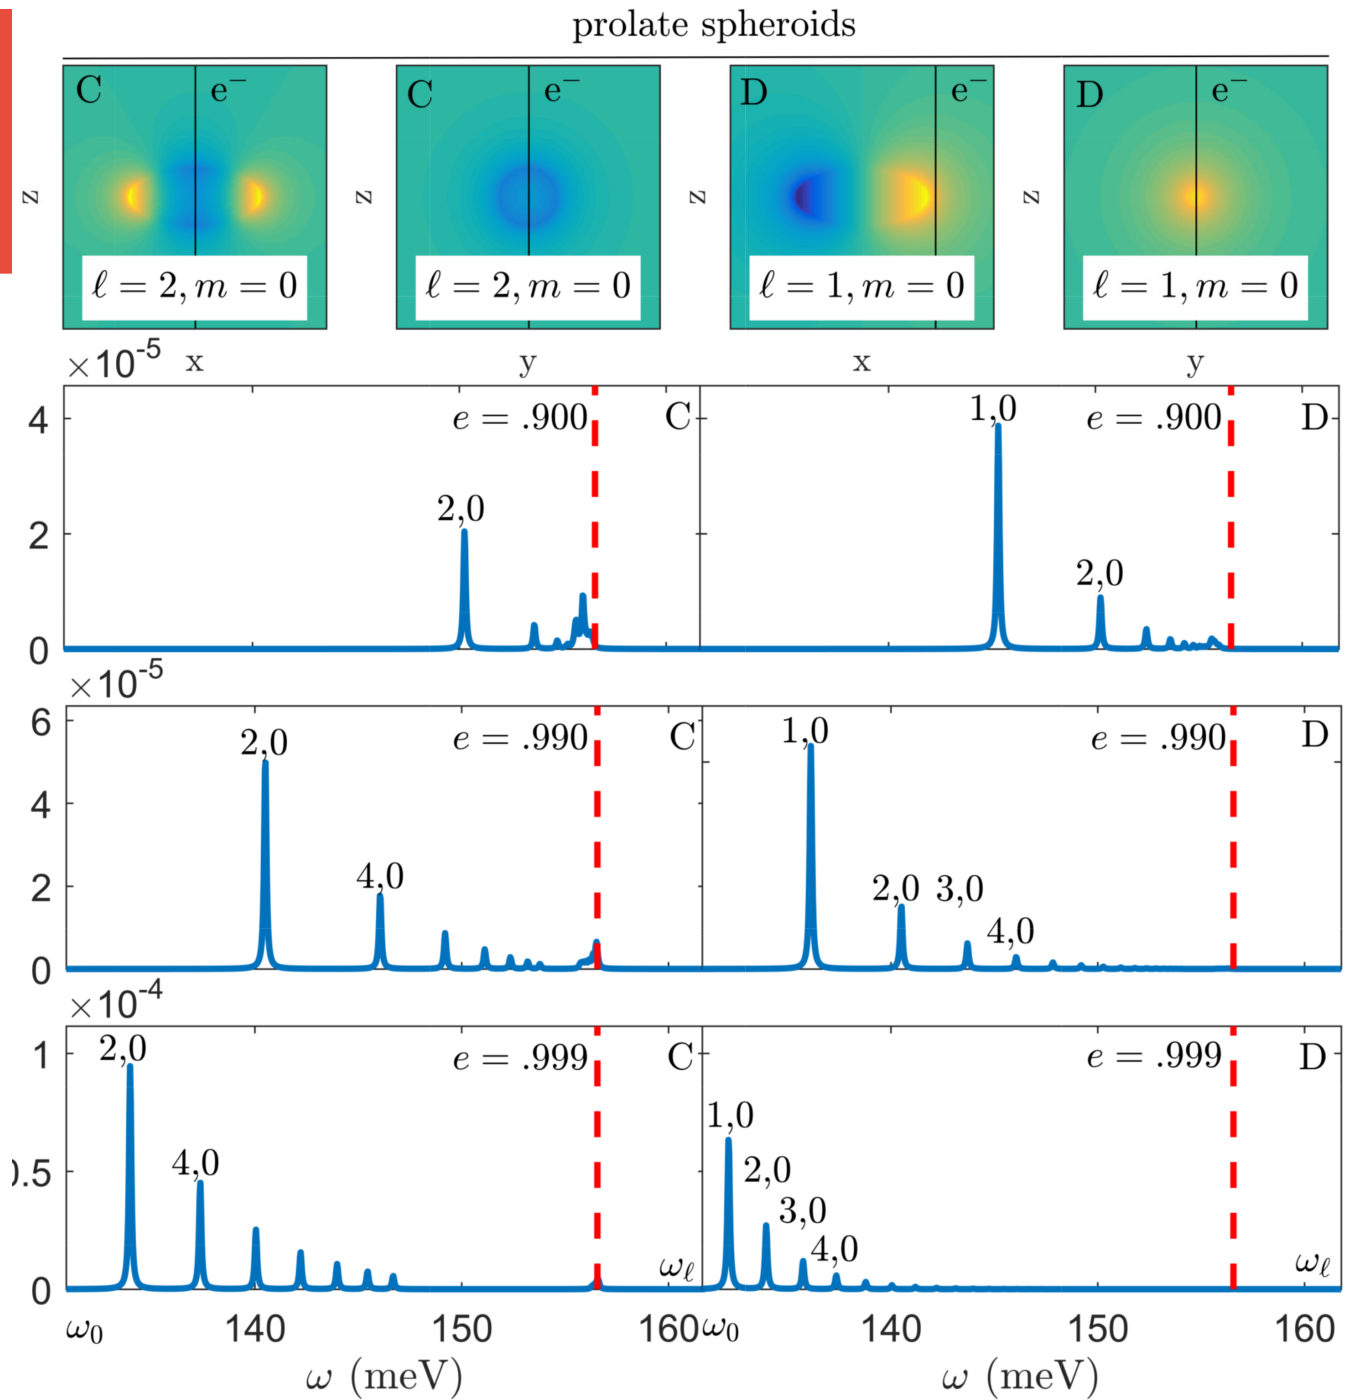 prolate spheroids
C e⁻ C e⁻ D e⁻ D e⁻
z z z z
ℓ = 2, m = 0 ℓ = 2, m = 0 ℓ = 1, m = 0 ℓ = 1, m = 0
×10⁻⁵ x y x y
4 e = .900 C 1,0 e = .900 D
2,0
2 2,0
0
×10⁻⁵
6 2,0 e = .990 C 1,0 e = .990 D
4
4,0
2 2,0 3,0
4,0
0
×10⁻⁴
1 2,0 e = .999 C e = .999 D
1,0
0.5 4,0 2,0
3,0
4,0
0 ωℓ ωℓ
ω₀ 140 150 160 ω₀ 140 150 160
ω (meV) ω (meV)